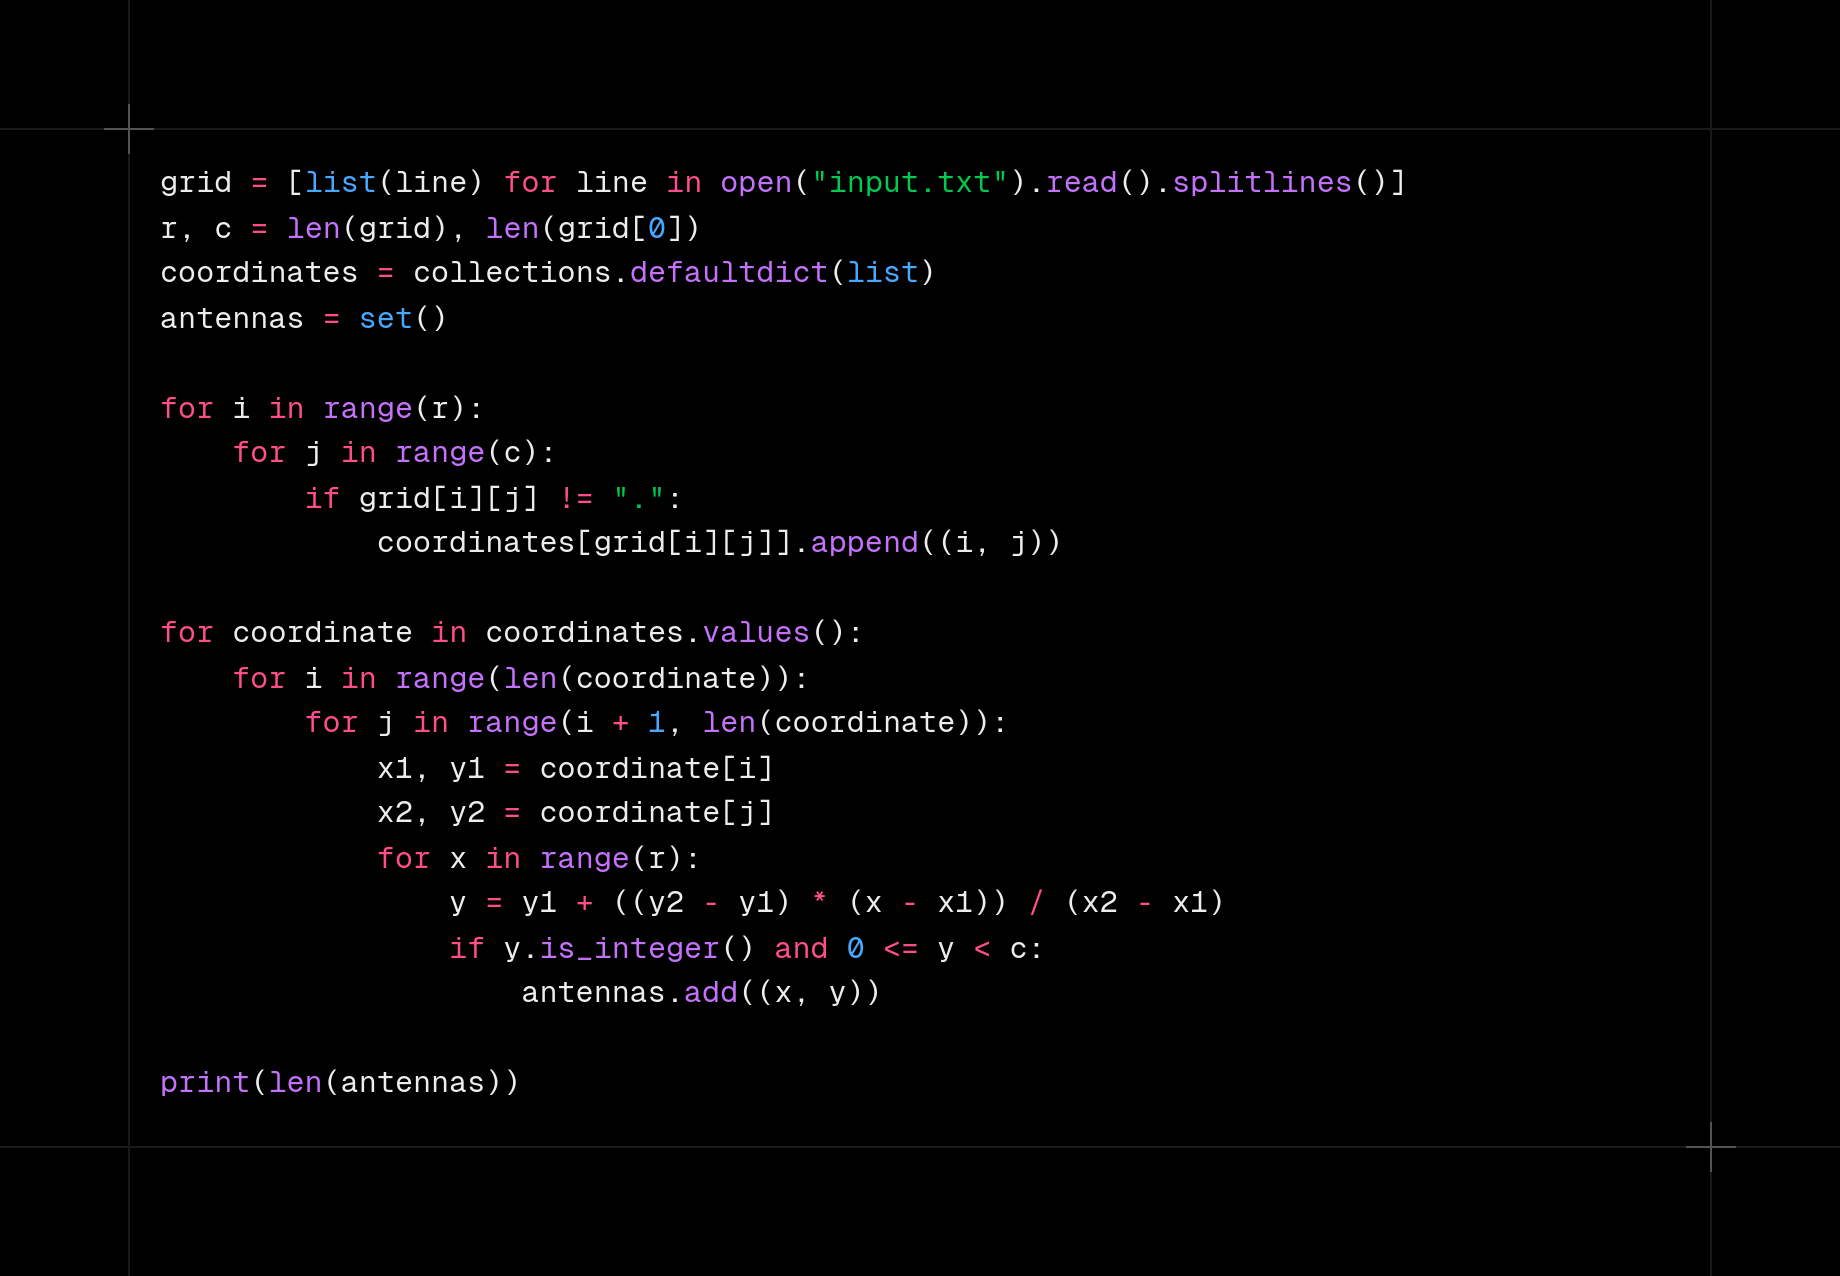 grid = [list(line) for line in open("input.txt").read().splitlines()]
r, c = len(grid), len(grid[0])
coordinates = collections.defaultdict(list)
antennas = set()

for i in range(r):
    for j in range(c):
        if grid[i][j] != ".":
            coordinates[grid[i][j]].append((i, j))

for coordinate in coordinates.values():
    for i in range(len(coordinate)):
        for j in range(i + 1, len(coordinate)):
            x1, y1 = coordinate[i]
            x2, y2 = coordinate[j]
            for x in range(r):
                y = y1 + ((y2 - y1) * (x - x1)) / (x2 - x1)
                if y.is_integer() and 0 <= y < c:
                    antennas.add((x, y))

print(len(antennas))